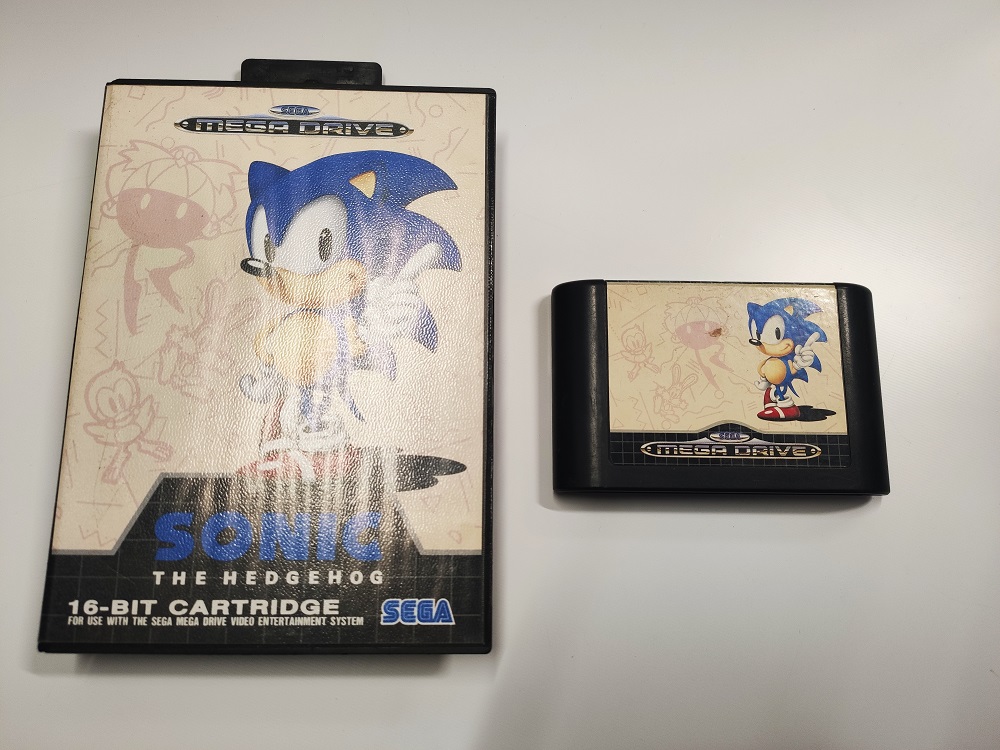 SEGA
MEGA DRIVE
SONIC
THE HEDGEHOG
16-BIT CARTRIDGE
FOR USE WITH THE SEGA MEGA DRIVE VIDEO ENTERTAINMENT SYSTEM
SEGA
SEGA
MEGA DRIVE